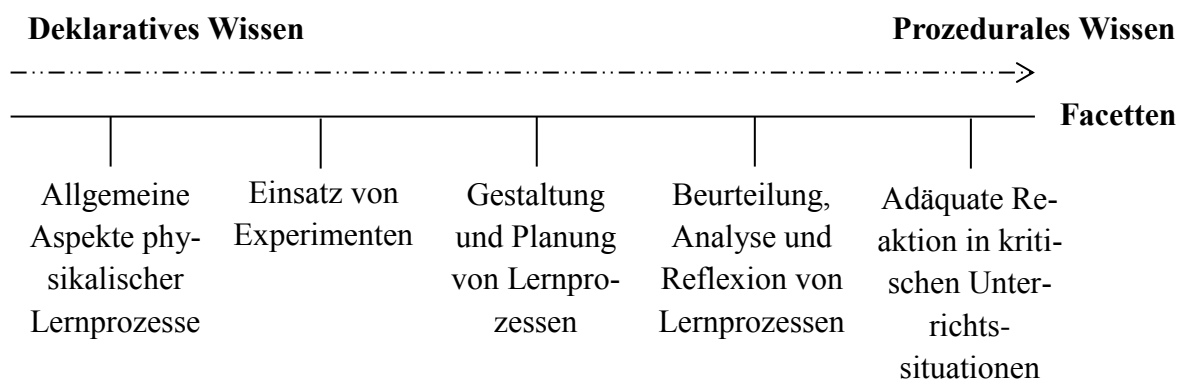 Deklaratives Wissen
Prozedurales Wissen
Facetten
Allgemeine
Aspekte phy-
sikalischer
Lernprozesse
Einsatz von
Experimenten
Gestaltung
und Planung
von Lernpro-
zessen
Beurteilung,
Analyse und
Reflexion von
Lernprozessen
Adäquate Re-
aktion in kriti-
schen Unter-
richts-
situationen